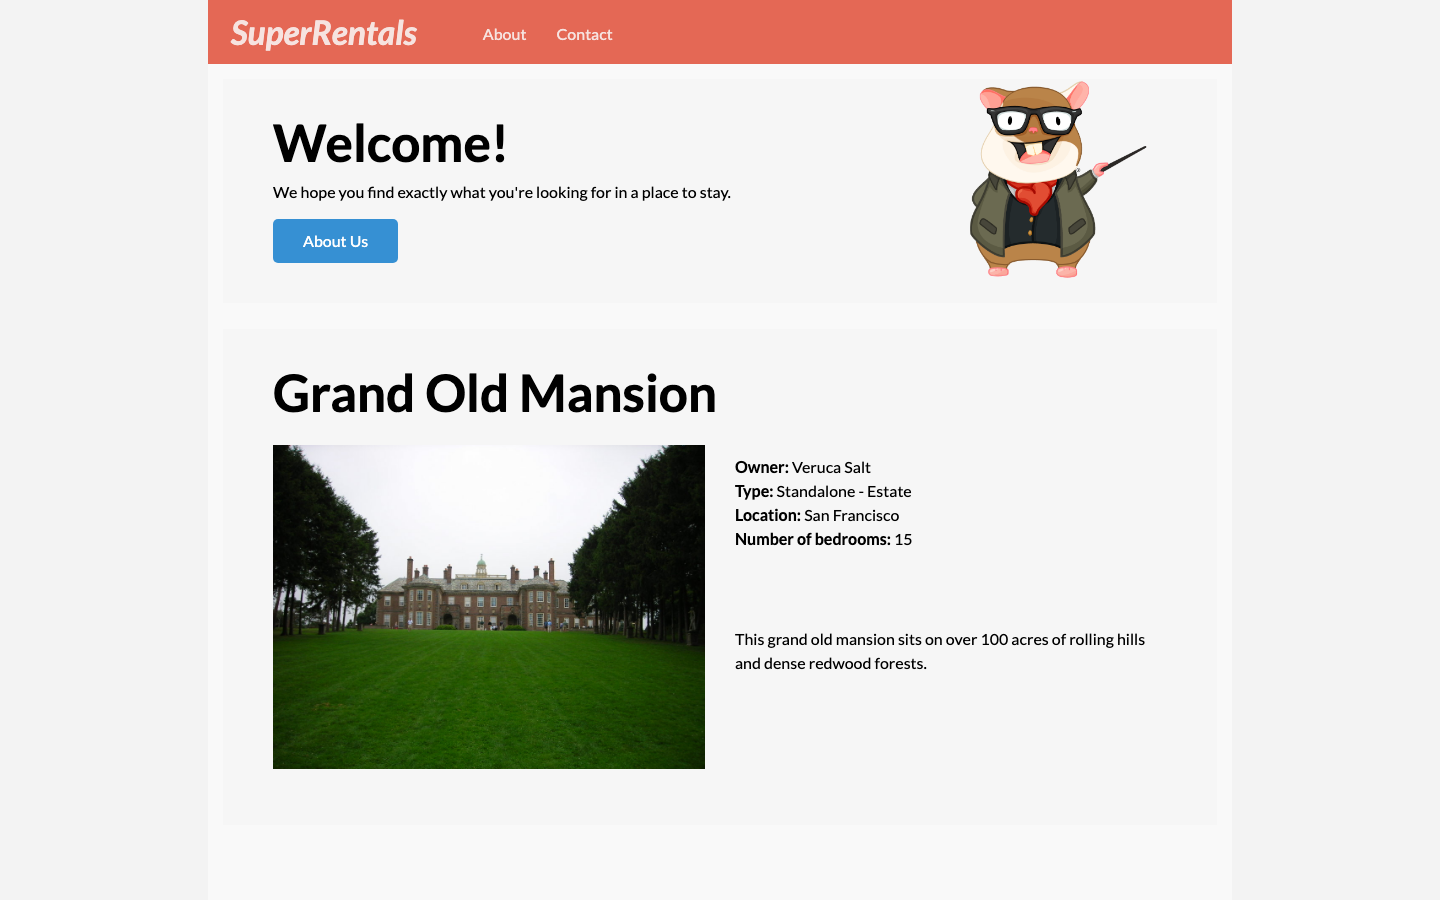 SuperRentals About Contact
Welcome!
We hope you find exactly what you're looking for in a place to stay.
About Us
Grand Old Mansion
Owner: Veruca Salt
Type: Standalone - Estate
Location: San Francisco
Number of bedrooms: 15
This grand old mansion sits on over 100 acres of rolling hills
and dense redwood forests.